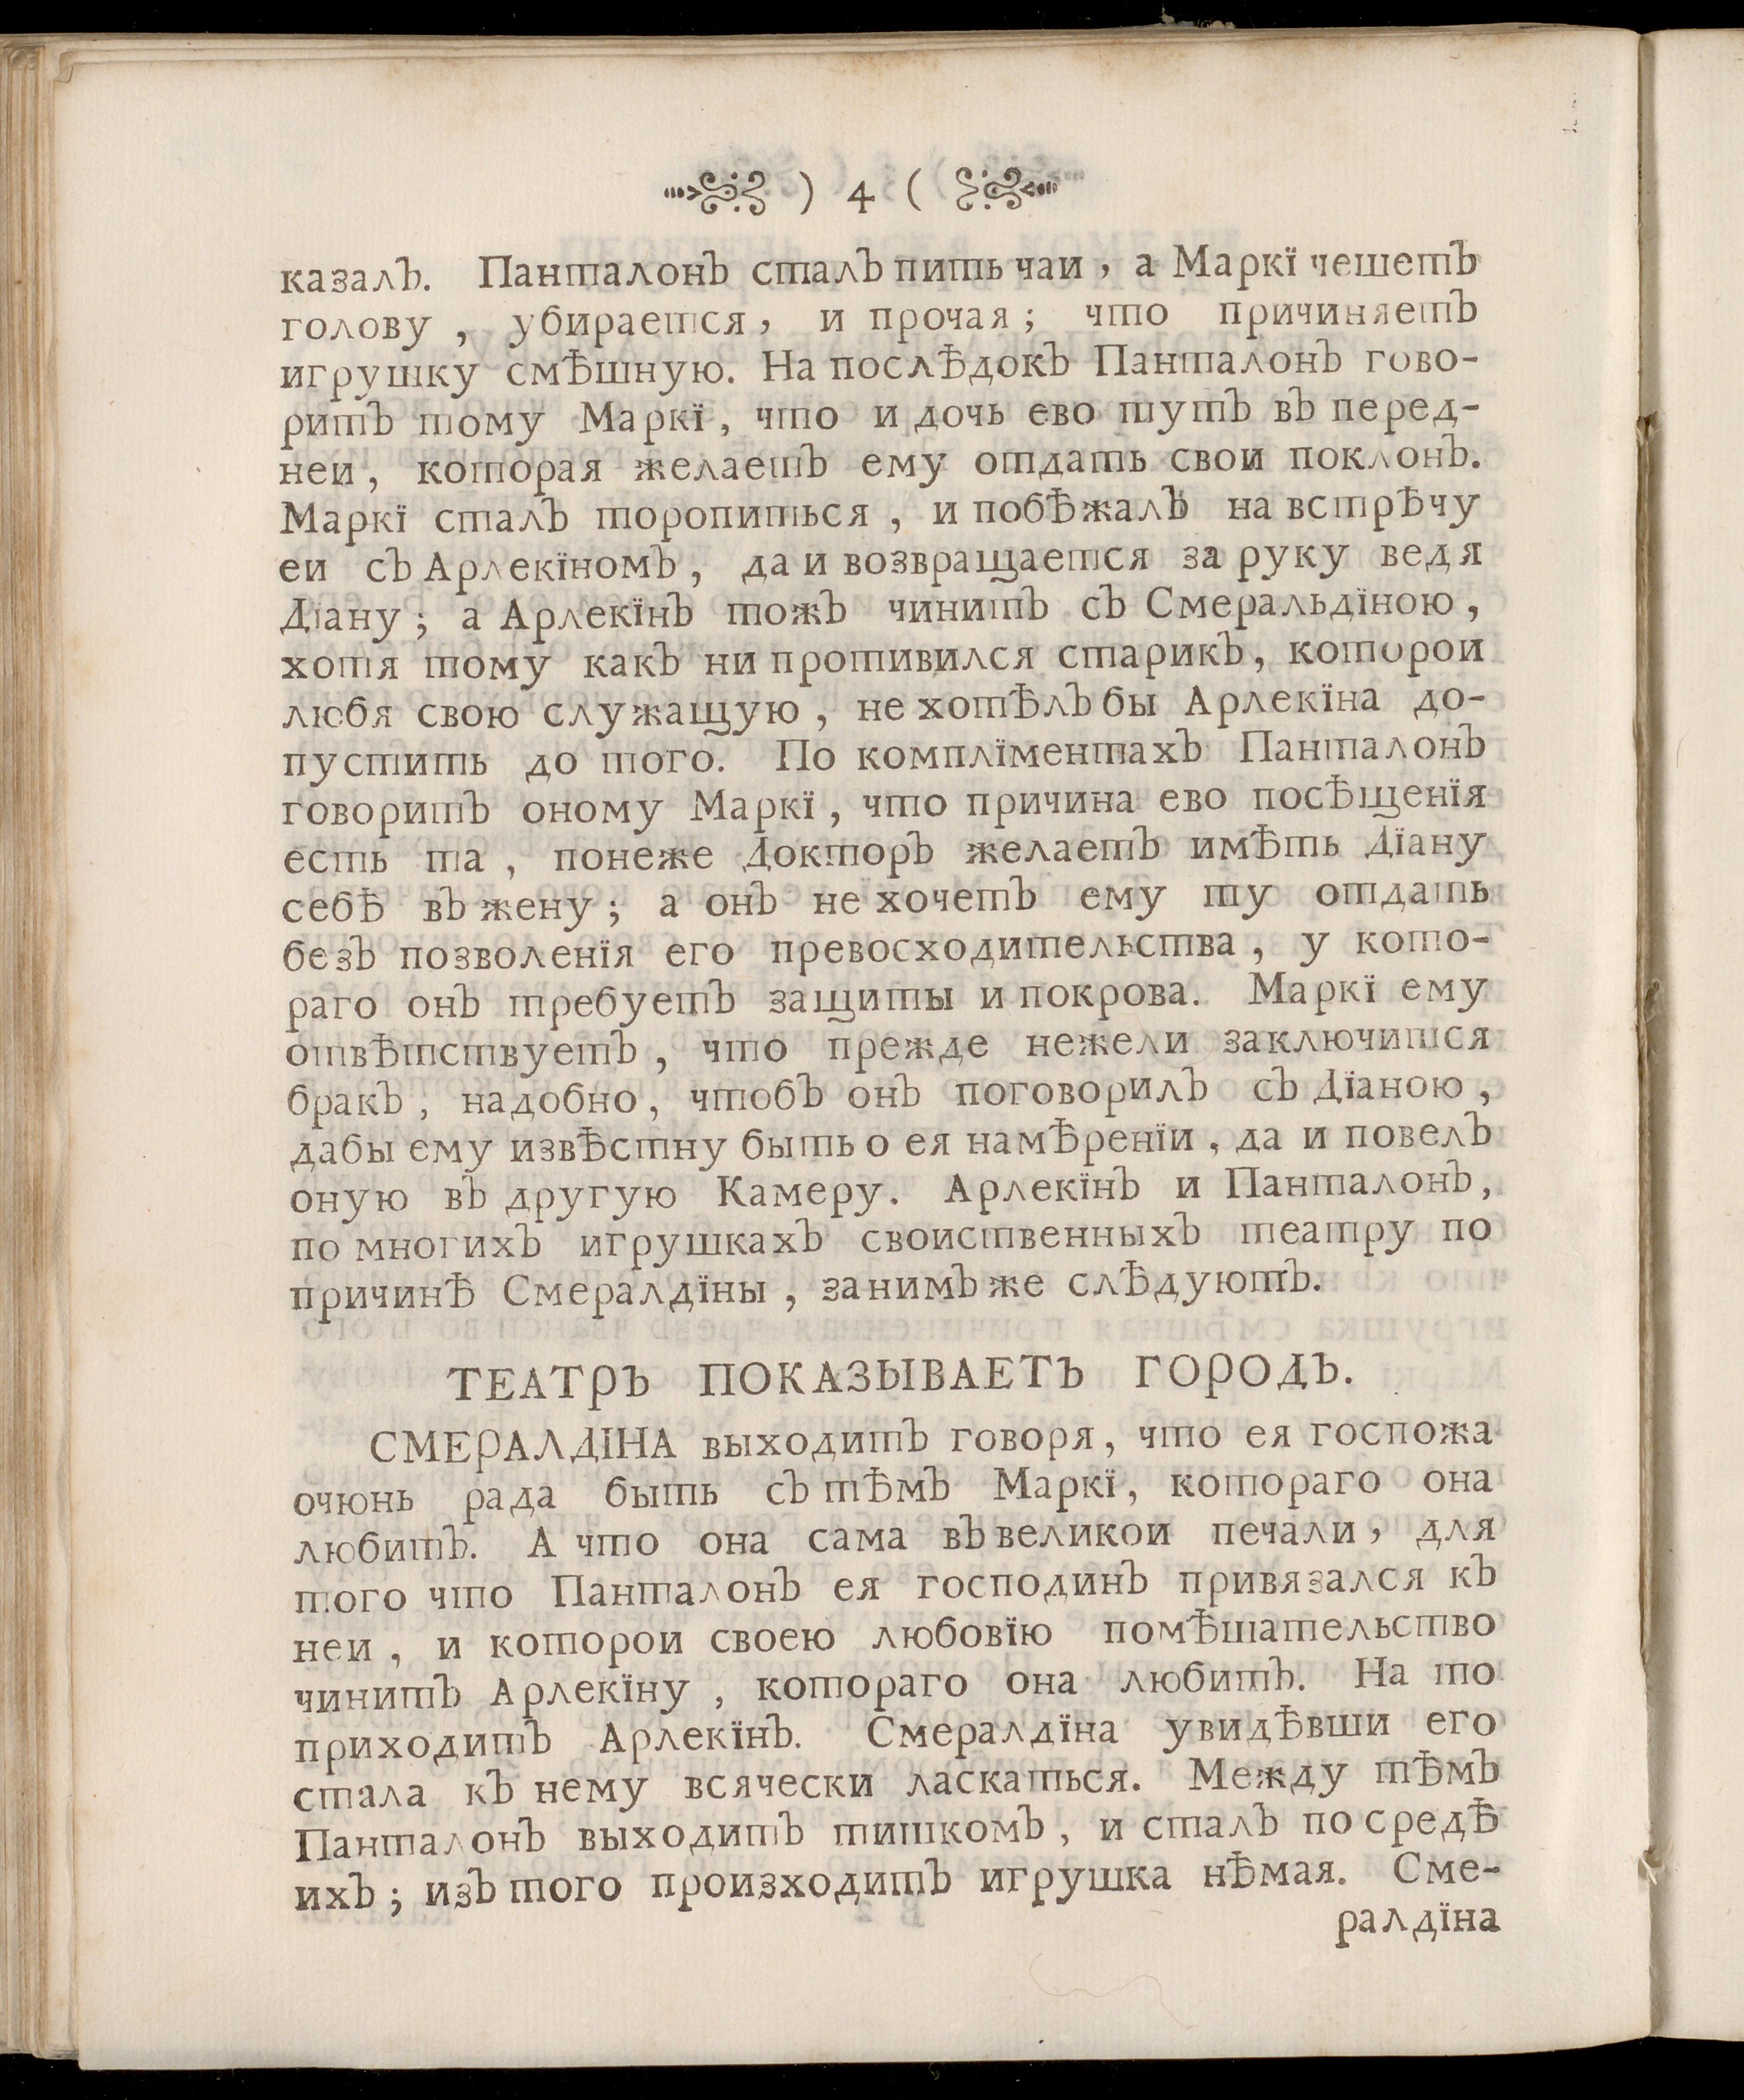 ) 4 (
казалъ. Панталонъ сталъ пить чаи, а Маркї чешетъ
голову, убирается, и прочая; что причиняетъ
игрушку смѣшную. На послѣдокъ Панталонъ гово-
ритъ тому Маркї, что и дочь ево тутъ въ перед-
неи, которая желаетъ ему отдать свои поклонъ.
Маркї сталъ торопиться, и побѣжалъ на встрѣчу
еи съ Арлекїномъ, да и возвращается за руку ведя
Дїану; а Арлекїнъ тожъ чинитъ съ Смеральдїною,
хотя тому какъ ни противился старикъ, которои
любя свою служащую, не хотѣлъ бы Арлекїна до-
пустить до того. По комплїментахъ Панталонъ
говоритъ оному Маркї, что причина ево посѣщенїя
есть та, понеже Докторъ желаетъ имѣть Дїану
себѣ въ жену; а онъ не хочетъ ему ту отдать
безъ позволенїя его превосходительства, у кото-
раго онъ требуетъ защиты и покрова. Маркї ему
отвѣтствуетъ, что прежде нежели заключится
бракъ, надобно, чтобъ онъ поговорилъ съ Дїаною,
дабы ему извѣстну быть о ея намѣренїи, да и повелъ
оную въ другую Камеру. Арлекїнъ и Панталонъ,
по многихъ игрушкахъ своиственныхъ театру по
причинѣ Смералдїны, за нимъ же слѣдуютъ.
ТЕАТРЪ ПОКАЗЫВАЕТЪ ГОРОДЪ.
СМЕРАЛДЇНА выходитъ говоря, что ея госпожа
очюнь рада быть съ тѣмъ Маркї, котораго она
любитъ. А что она сама въ великои печали, для
того что Панталонъ ея господинъ привязался къ
неи, и которои своею любовїю помѣшательство
чинитъ Арлекїну, котораго она любитъ. На то
приходитъ Арлекїнъ. Смералдїна увидѣвши его
стала къ нему всячески ласкаться. Между тѣмъ
Панталонъ выходитъ тишкомъ, и сталъ по средѣ
ихъ; изъ того произходитъ игрушка нѣмая. Сме-
ралдїна